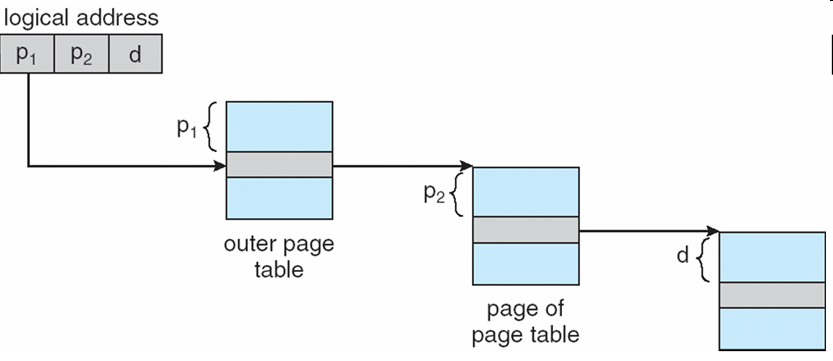 logical address
p₁ p₂ d
p₁
outer page
table
p₂
page of
page table
d